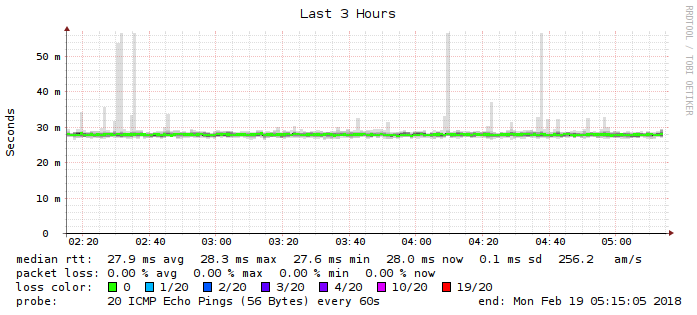 Last 3 Hours
RRDTOOL / TOBI OETIKER
Seconds
50 m
40 m
30 m
20 m
10 m
0
02:20 02:40 03:00 03:20 03:40 04:00 04:20 04:40 05:00
median rtt: 27.9 ms avg 28.3 ms max 27.6 ms min 28.0 ms now 0.1 ms sd 256.2 am/s
packet loss: 0.00 % avg 0.00 % max 0.00 % min 0.00 % now
loss color: 0 1/20 2/20 3/20 4/20 10/20 19/20
probe: 20 ICMP Echo Pings (56 Bytes) every 60s end: Mon Feb 19 05:15:05 2018